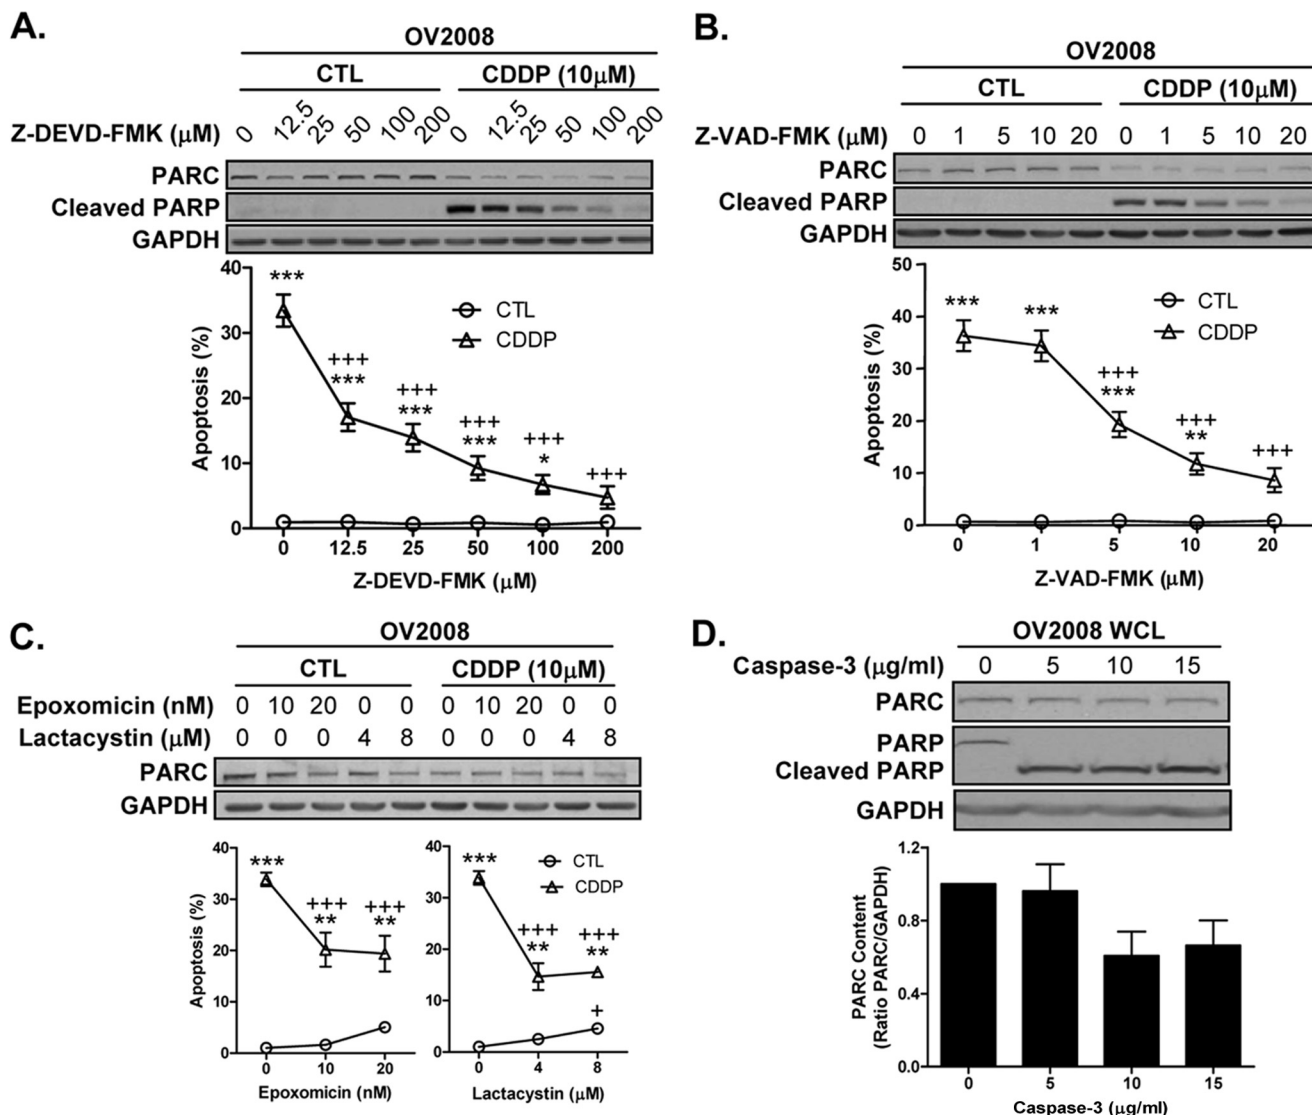 A.
OV2008
CTL CDDP (10μM)
Z-DEVD-FMK (μM) 0 12.5 25 50 100 200 0 12.5 25 50 100 200
PARC
Cleaved PARP
GAPDH
40
30
20
10
0
Apoptosis (%)
CTL
CDDP
***
+++
***
+++
***
+++
***
+++
*
+++
0 12.5 25 50 100 200
Z-DEVD-FMK (μM)
B.
OV2008
CTL CDDP (10μM)
Z-VAD-FMK (μM) 0 1 5 10 20 0 1 5 10 20
PARC
Cleaved PARP
GAPDH
50
40
30
20
10
0
Apoptosis (%)
CTL
CDDP
***
***
+++
***
+++
**
+++
0 1 5 10 20
Z-VAD-FMK (μM)
C.
OV2008
CTL CDDP (10μM)
Epoxomicin (nM) 0 10 20 0 0 0 10 20 0 0
Lactacystin (μM) 0 0 0 4 8 0 0 0 4 8
PARC
GAPDH
40
30
20
10
0
Apoptosis (%)
***
+++
**
+++
**
0 10 20
Epoxomicin (nM)
40
30
20
10
0
CTL
CDDP
***
+++
**
+++
**
+
0 4 8
Lactacystin (μM)
D.
OV2008 WCL
Caspase-3 (μg/ml) 0 5 10 15
PARC
PARP
Cleaved PARP
GAPDH
1.2
0.8
0.4
0.0
PARC Content
(Ratio PARC/GAPDH)
0 5 10 15
Caspase-3 (μg/ml)